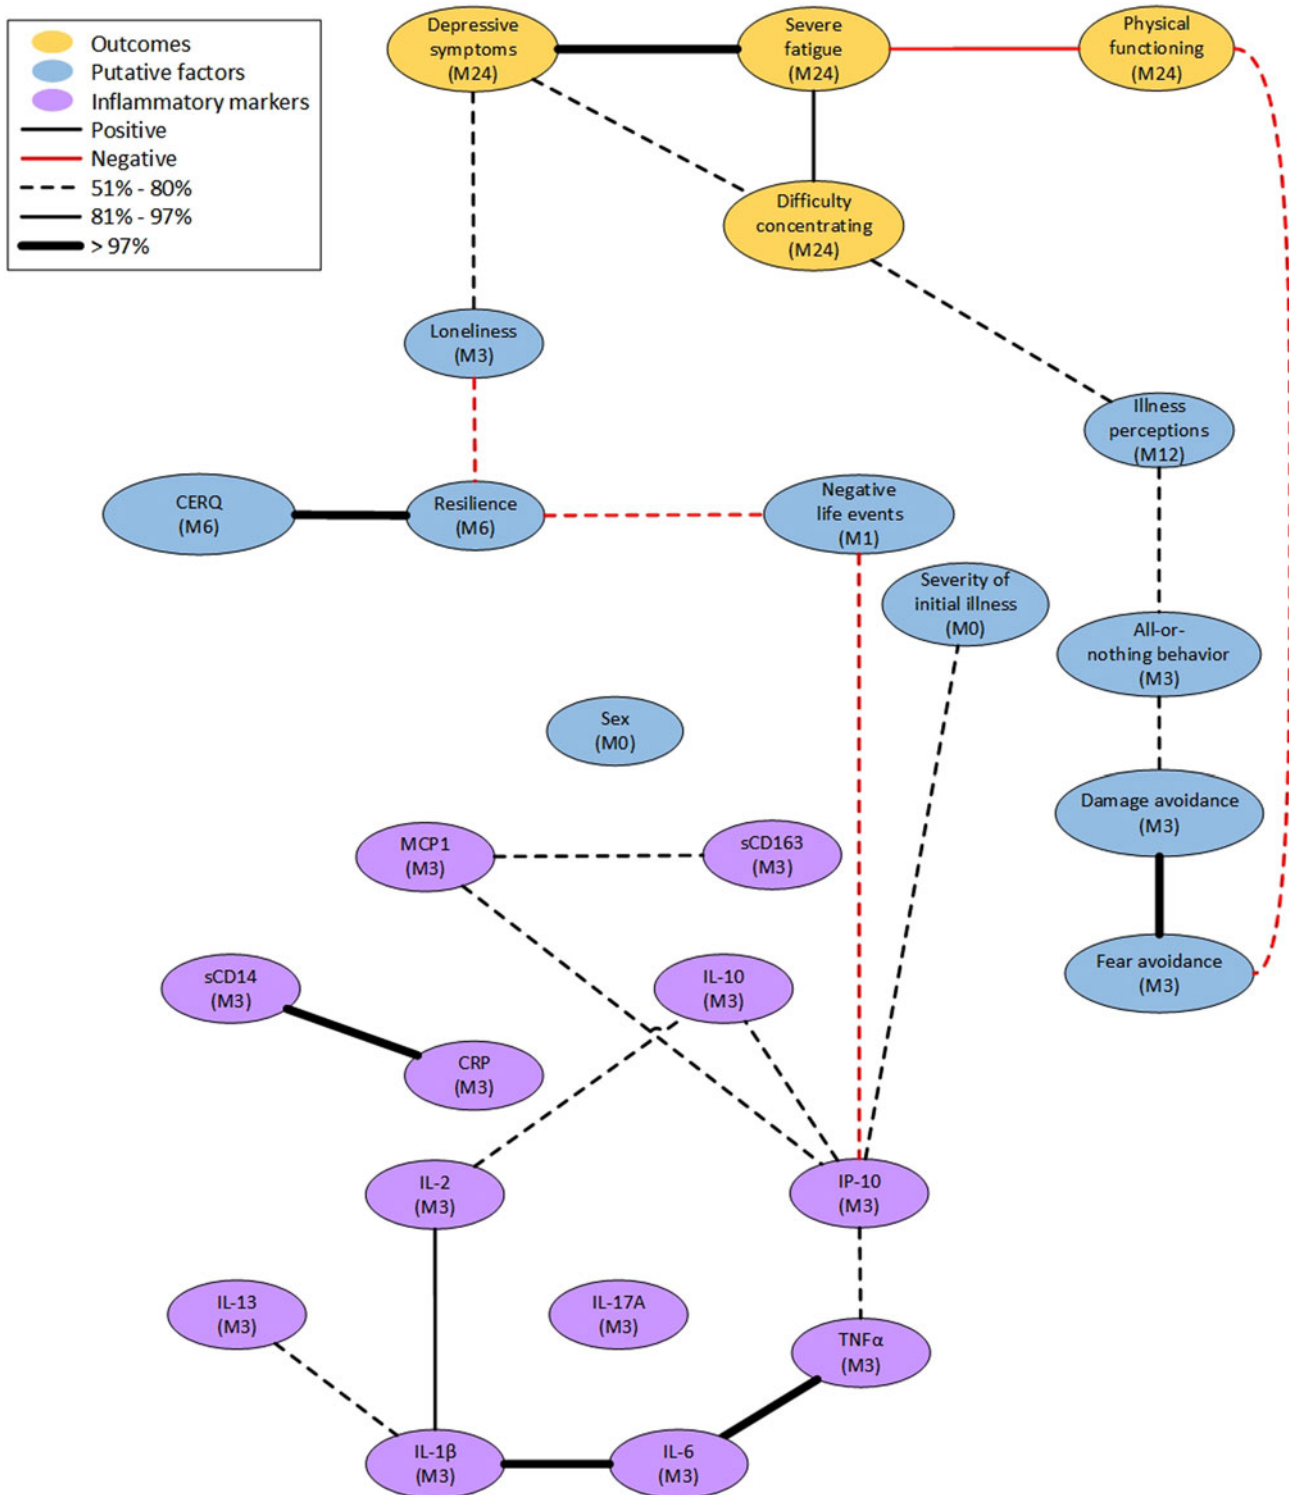 Outcomes
Putative factors
Inflammatory markers
Positive
Negative
51% - 80%
81% - 97%
> 97%
Depressive
symptoms
(M24)
Severe
fatigue
(M24)
Physical
functioning
(M24)
Difficulty
concentrating
(M24)
Loneliness
(M3)
Illness
perceptions
(M12)
CERQ
(M6)
Resilience
(M6)
Negative
life events
(M1)
Severity of
initial illness
(M0)
All-or-
nothing behavior
(M3)
Sex
(M0)
Damage avoidance
(M3)
MCP1
(M3)
sCD163
(M3)
Fear avoidance
(M3)
sCD14
(M3)
IL-10
(M3)
CRP
(M3)
IL-2
(M3)
IP-10
(M3)
IL-13
(M3)
IL-17A
(M3)
TNFα
(M3)
IL-1β
(M3)
IL-6
(M3)